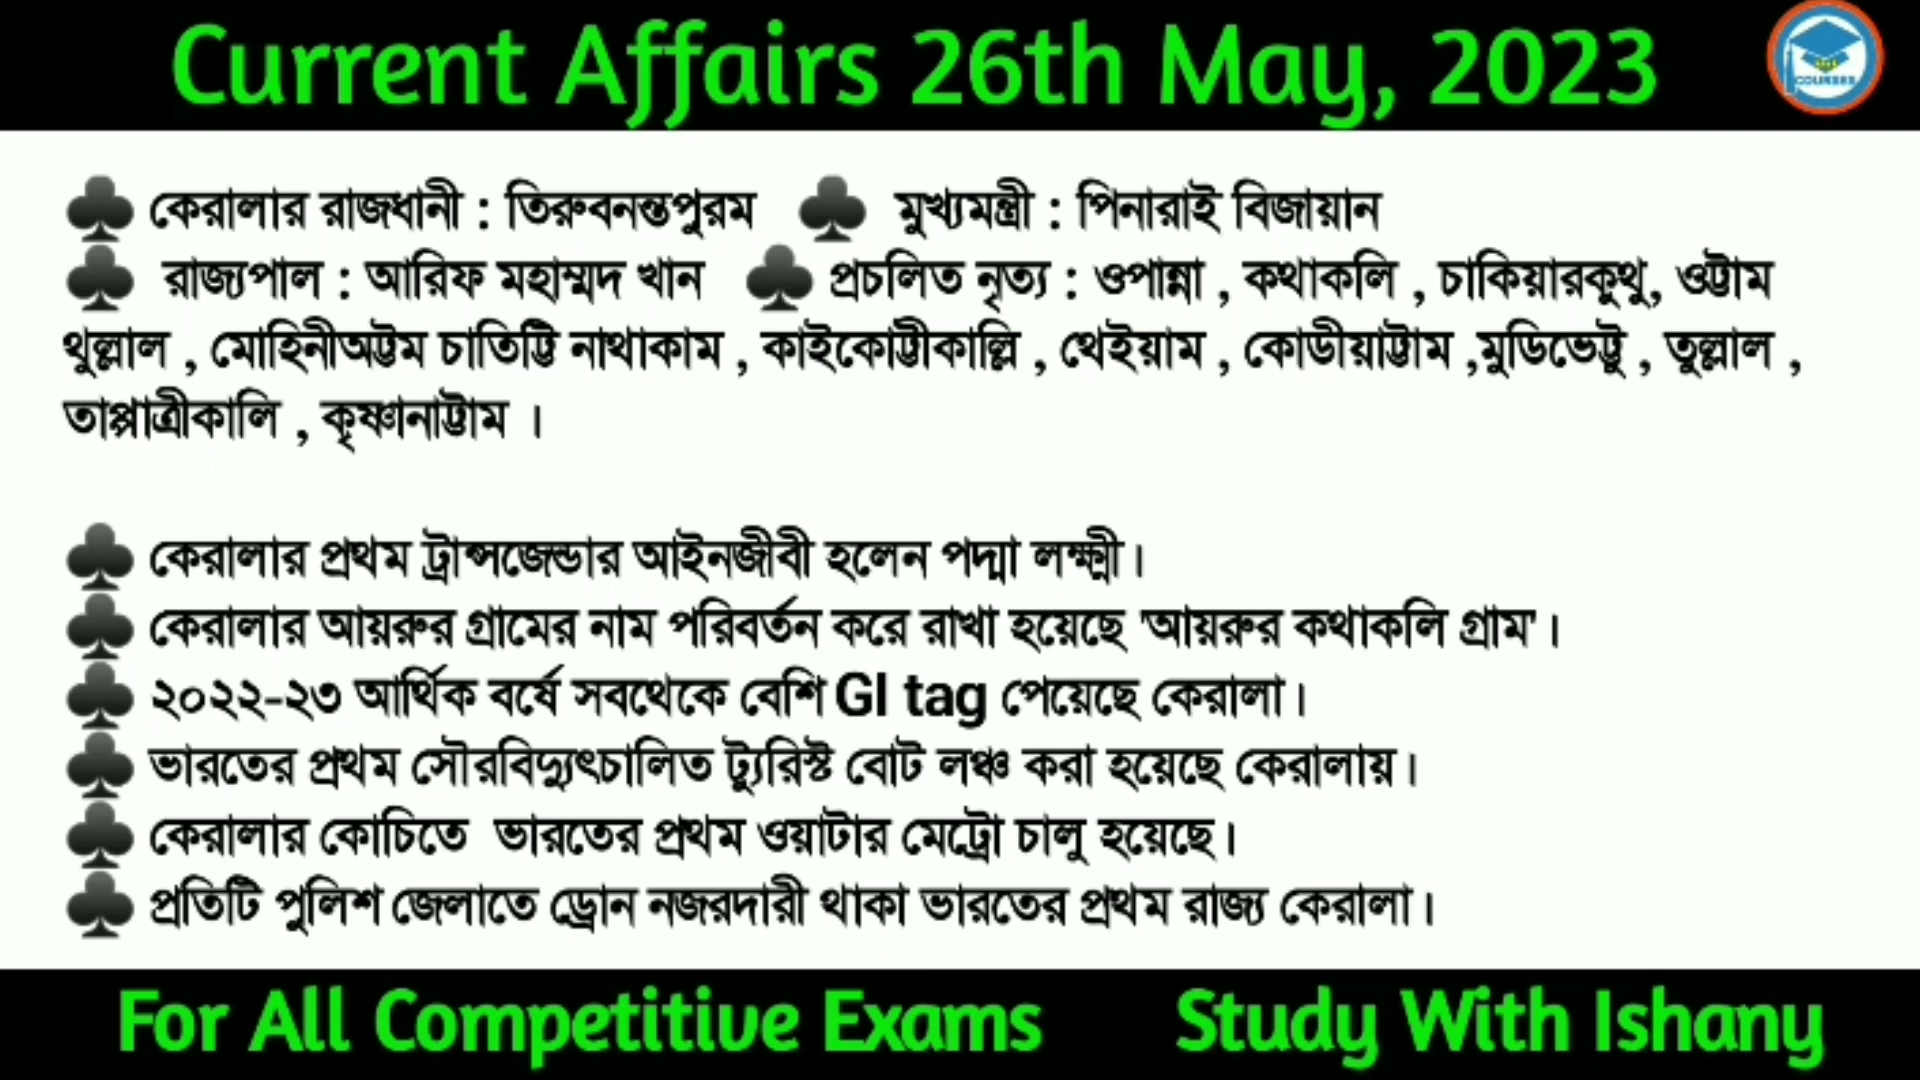 Current Affairs 26th May, 2023
COURSES
♣ কেরালার রাজধানী : তিরুবনন্তপুরম ♣ মুখ্যমন্ত্রী : পিনারাই বিজায়ান
♣ রাজ্যপাল : আরিফ মহাম্মদ খান ♣ প্রচলিত নৃত্য : ওপান্না , কথাকলি , চাকিয়ারকুথু, ওট্টাম
থুল্লাল , মোহিনীঅট্টম চাতিট্টি নাথাকাম , কাইকোট্টীকাল্লি , থেইয়াম , কোডীয়াট্টাম ,মুডিভেট্টু , তুল্লাল ,
তাপ্পাত্রীকালি , কৃষ্ণানাট্টাম ।
♣ কেরালার প্রথম ট্রান্সজেন্ডার আইনজীবী হলেন পদ্মা লক্ষ্মী।
♣ কেরালার আয়রুর গ্রামের নাম পরিবর্তন করে রাখা হয়েছে 'আয়রুর কথাকলি গ্রাম'।
♣ ২০২২-২৩ আর্থিক বর্ষে সবথেকে বেশি GI tag পেয়েছে কেরালা।
♣ ভারতের প্রথম সৌরবিদ্যুৎচালিত ট্যুরিস্ট বোট লঞ্চ করা হয়েছে কেরালায়।
♣ কেরালার কোচিতে ভারতের প্রথম ওয়াটার মেট্রো চালু হয়েছে।
♣ প্রতিটি পুলিশ জেলাতে ড্রোন নজরদারী থাকা ভারতের প্রথম রাজ্য কেরালা।
For All Competitive Exams Study With Ishany